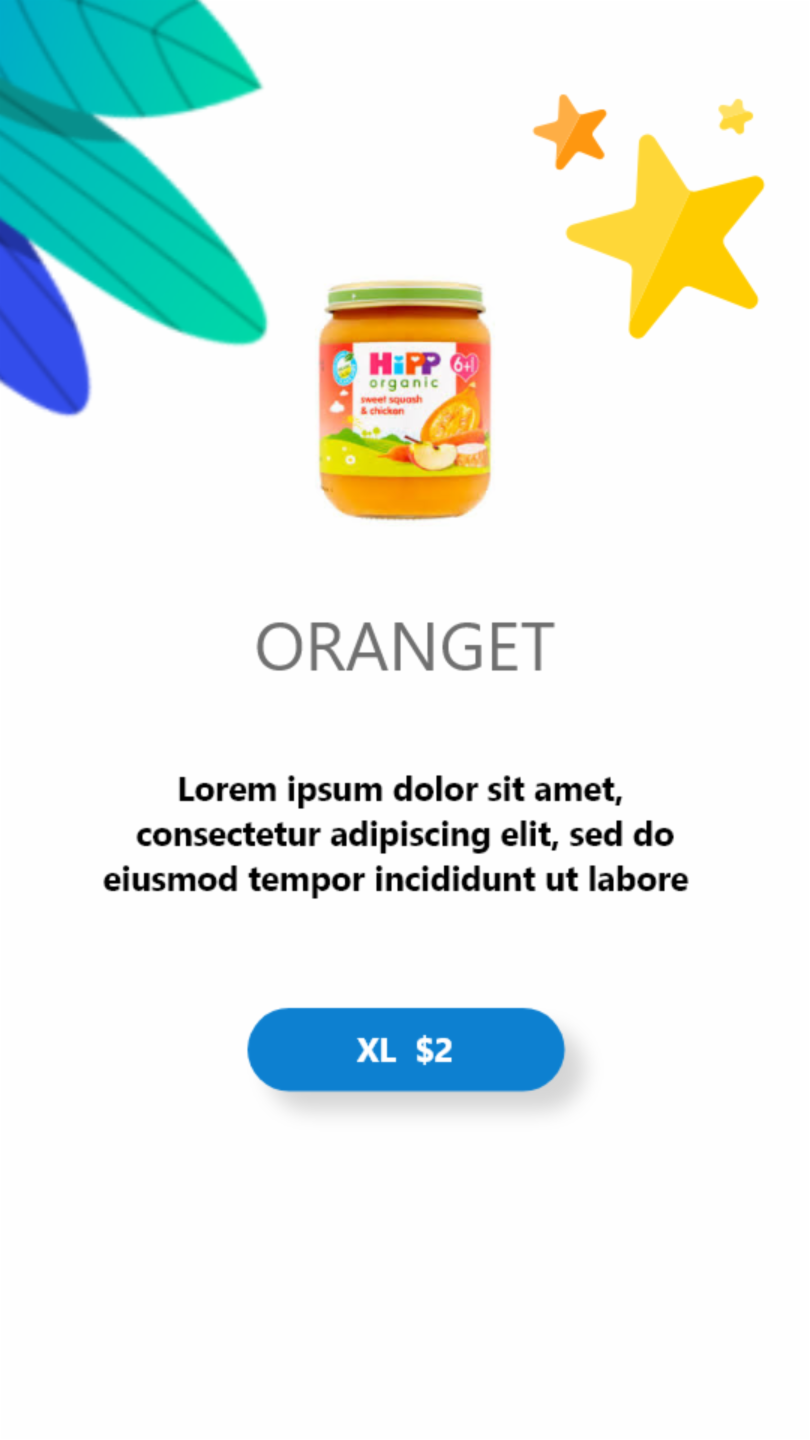 HiPP
6+!
organic
sweet squash
& chicken
ORANGET
Lorem ipsum dolor sit amet,
consectetur adipiscing elit, sed do
eiusmod tempor incididunt ut labore
XL $2